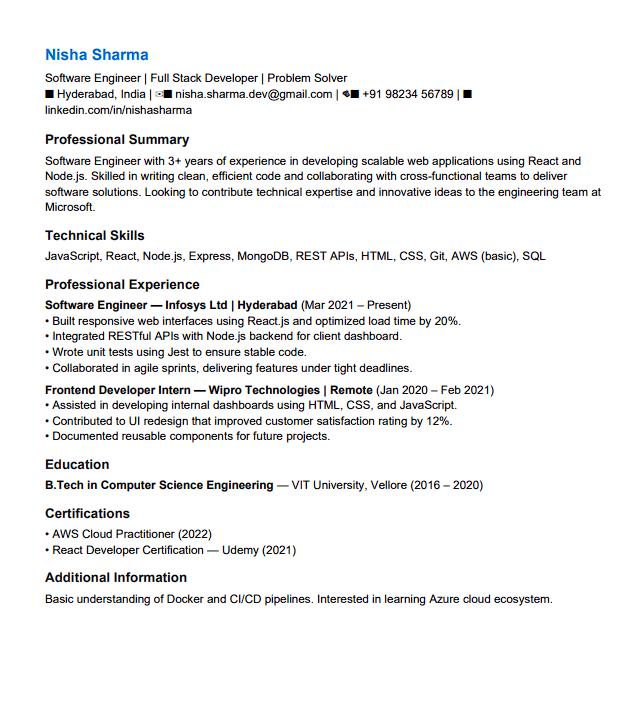 Nisha Sharma
Software Engineer | Full Stack Developer | Problem Solver
■ Hyderabad, India | ✉■ nisha.sharma.dev@gmail.com | ■ +91 98234 56789 | ■
linkedin.com/in/nishasharma
Professional Summary
Software Engineer with 3+ years of experience in developing scalable web applications using React and
Node.js. Skilled in writing clean, efficient code and collaborating with cross-functional teams to deliver
software solutions. Looking to contribute technical expertise and innovative ideas to the engineering team at
Microsoft.
Technical Skills
JavaScript, React, Node.js, Express, MongoDB, REST APIs, HTML, CSS, Git, AWS (basic), SQL
Professional Experience
Software Engineer — Infosys Ltd | Hyderabad (Mar 2021 – Present)
• Built responsive web interfaces using React.js and optimized load time by 20%.
• Integrated RESTful APIs with Node.js backend for client dashboard.
• Wrote unit tests using Jest to ensure stable code.
• Collaborated in agile sprints, delivering features under tight deadlines.
Frontend Developer Intern — Wipro Technologies | Remote (Jan 2020 – Feb 2021)
• Assisted in developing internal dashboards using HTML, CSS, and JavaScript.
• Contributed to UI redesign that improved customer satisfaction rating by 12%.
• Documented reusable components for future projects.
Education
B.Tech in Computer Science Engineering — VIT University, Vellore (2016 – 2020)
Certifications
• AWS Cloud Practitioner (2022)
• React Developer Certification — Udemy (2021)
Additional Information
Basic understanding of Docker and CI/CD pipelines. Interested in learning Azure cloud ecosystem.